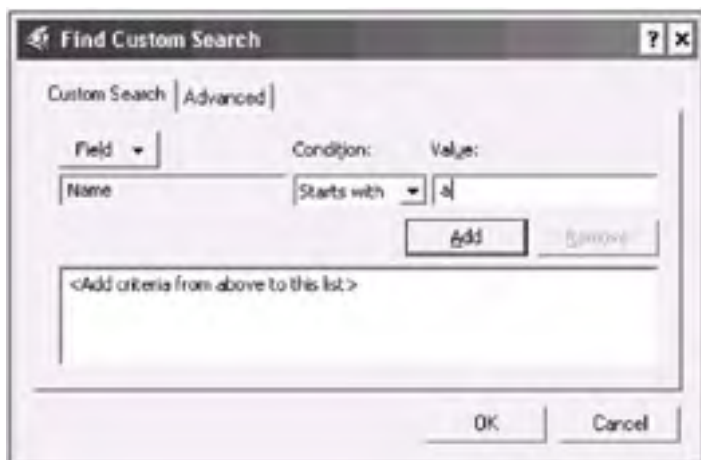 Find Custom Search
Custom Search Advanced
Field Condition: Value:
Name Starts with a
Add Remove
<Add criteria from above to this list>
OK Cancel